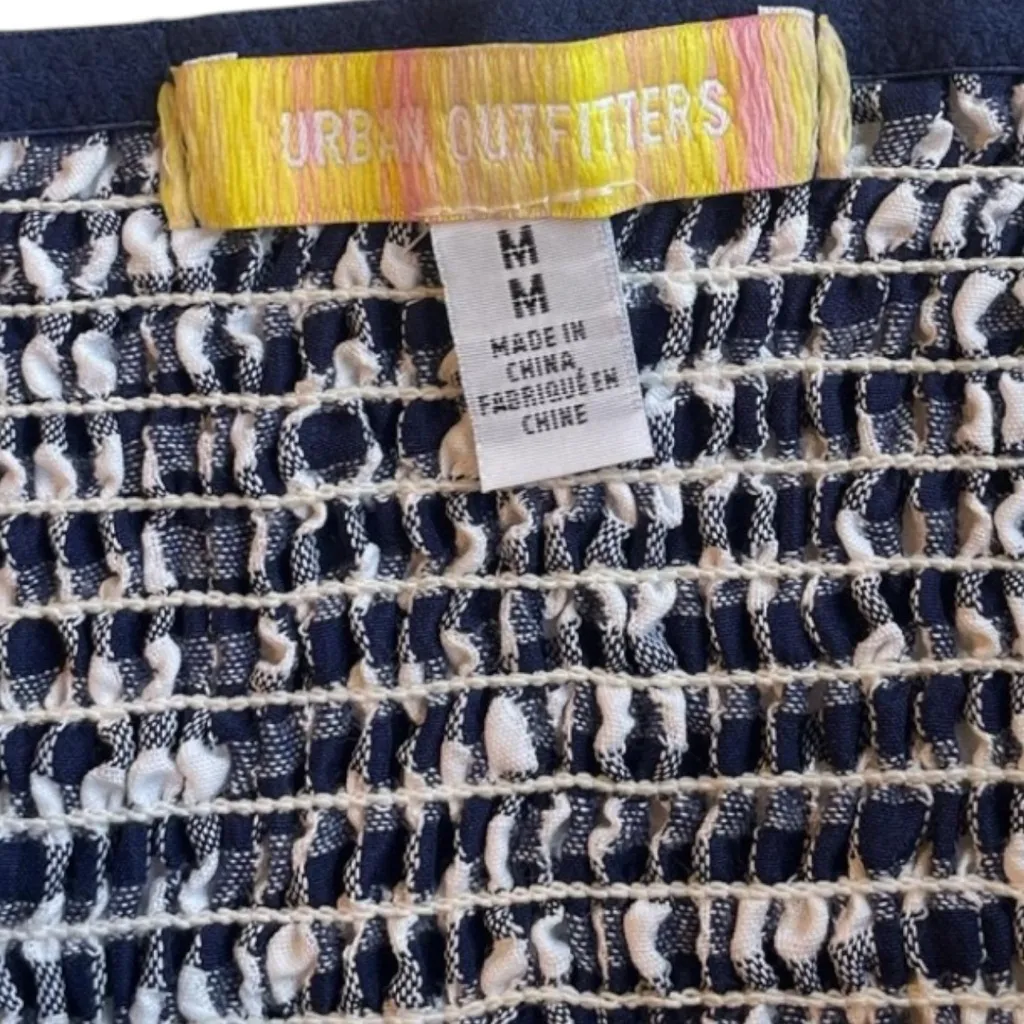 URBAN OUTFITTERS
M
M
MADE IN
CHINA
FABRIQUÉ EN
CHINE